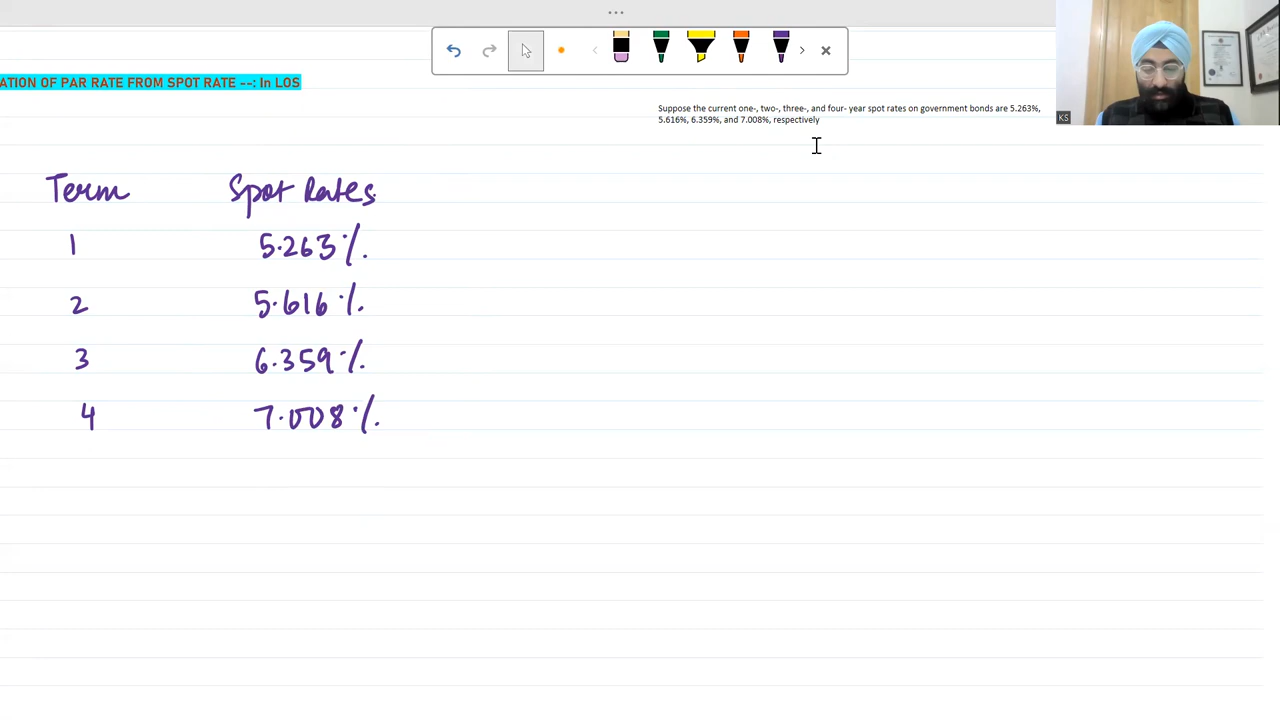 ATION OF PAR RATE FROM SPOT RATE --: In LOS
Suppose the current one-, two-, three-, and four- year spot rates on government bonds are 5.263%,
5.616%, 6.359%, and 7.008%, respectively
KS
Term Spot Rates
1 5.263%.
2 5.616%.
3 6.359%.
4 7.008%.